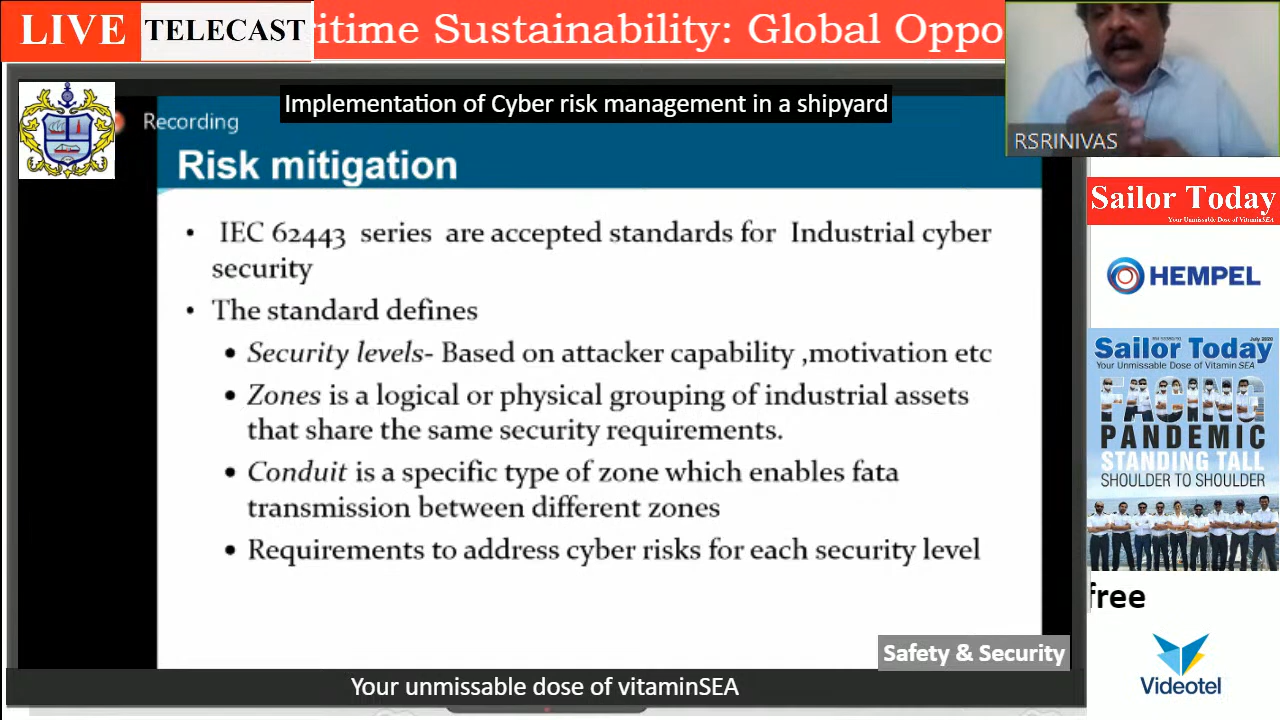 LIVE TELECAST ritime Sustainability: Global Oppo
Implementation of Cyber risk management in a shipyard
Recording
RSRINIVAS
Risk mitigation
• IEC 62443 series are accepted standards for Industrial cyber
security
• The standard defines
• Security levels- Based on attacker capability ,motivation etc
• Zones is a logical or physical grouping of industrial assets
that share the same security requirements.
• Conduit is a specific type of zone which enables fata
transmission between different zones
• Requirements to address cyber risks for each security level
Safety & Security
Your unmissable dose of vitaminSEA
Sailor Today
Your Unmissable Dose of VitaminSEA
HEMPEL
July 2020
Sailor Today
Your Unmissable Dose of Vitamin SEA
FACING
PANDEMIC
STANDING TALL
SHOULDER TO SHOULDER
free
Videotel